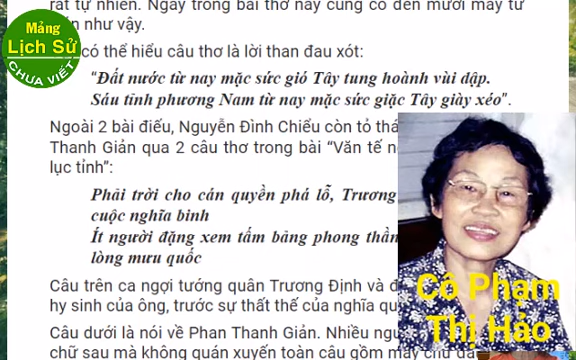 rất tự nhiên. Ngay trong bài thơ này cũng có đến mười mấy từ
như vậy.
có thể hiểu câu thơ là lời than đau xót:
"Đất nước từ nay mặc sức gió Tây tung hoành vùi dập.
Sáu tỉnh phương Nam từ nay mặc sức giặc Tây giày xéo".
Ngoài 2 bài điếu, Nguyễn Đình Chiểu còn tỏ
Thanh Giản qua 2 câu thơ trong bài "Văn tế
lục tỉnh":
Phải trời cho cán quyền phá lỗ, Trương
cuộc nghĩa binh
Ít người đặng xem tấm bảng phong thần
lòng mưu quốc
Câu trên ca ngợi tướng quân Trương Định và
hy sinh của ông, trước sự thất thế của nghĩa
Câu dưới là nói về Phan Thanh Giản. Nhiều
chữ sau mà không quán xuyến toàn câu gồm mấy chữ
Mảng
Lịch Sử
CHƯA VIẾT
Cô Phạm
Thị Hảo